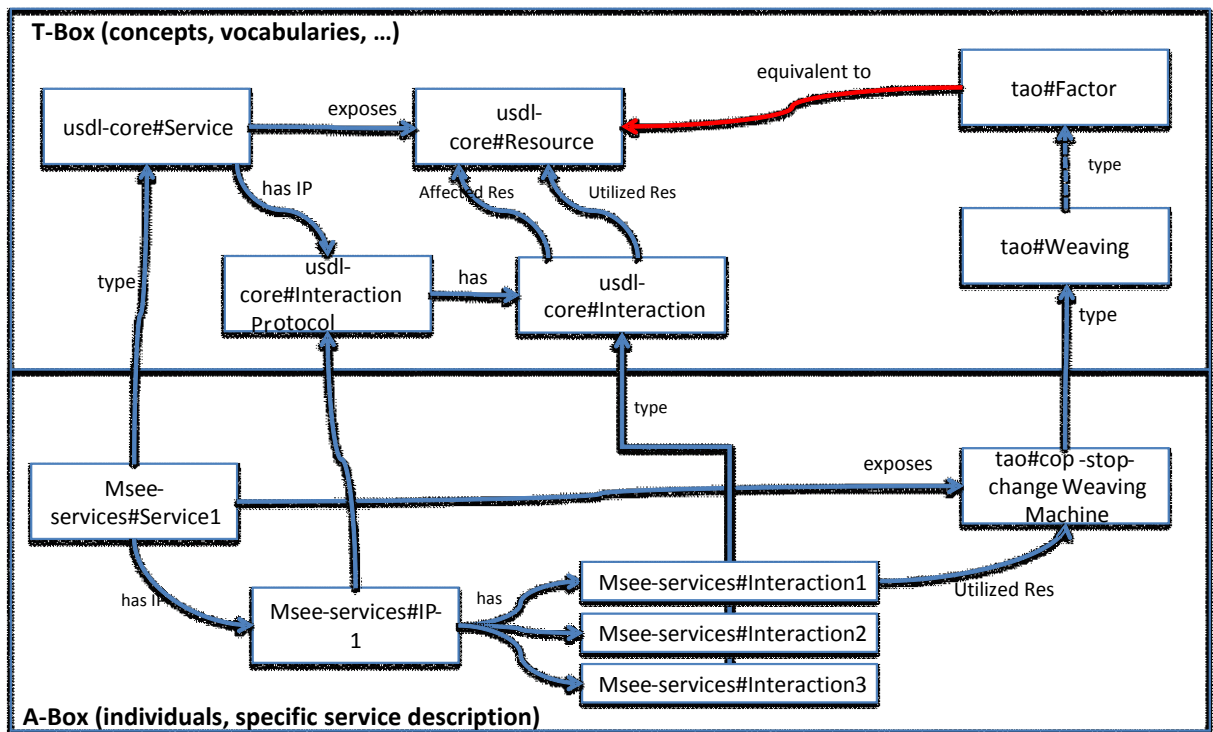 T-Box (concepts, vocabularies, …)
equivalent to
tao#Factor
usdl-core#Service
exposes
usdl-
core#Resource
type
has IP
Affected Res
Utilized Res
tao#Weaving
type
usdl-
core#Interaction
Protocol
has
usdl-
core#Interaction
type
type
exposes
tao#cop -stop-
change Weaving
Machine
Msee-
services#Service1
has IP
Msee-services#IP-
1
has
Msee-services#Interaction1
Utilized Res
Msee-services#Interaction2
Msee-services#Interaction3
A-Box (individuals, specific service description)